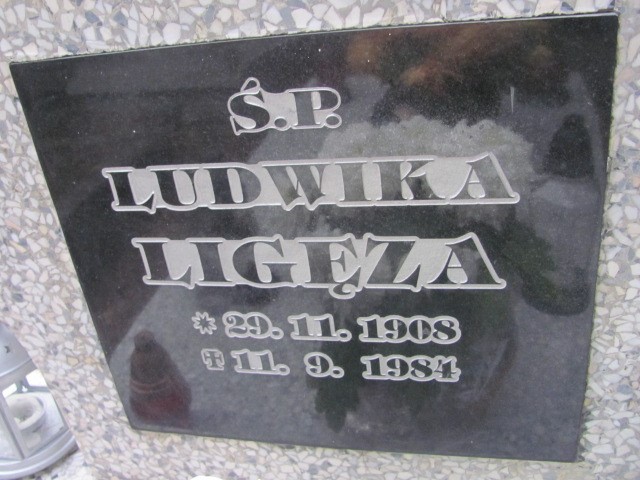 Ś.P.
LUDWIKA
LIGĘZA
* 29. 11. 1908
✝ 11. 9. 1984